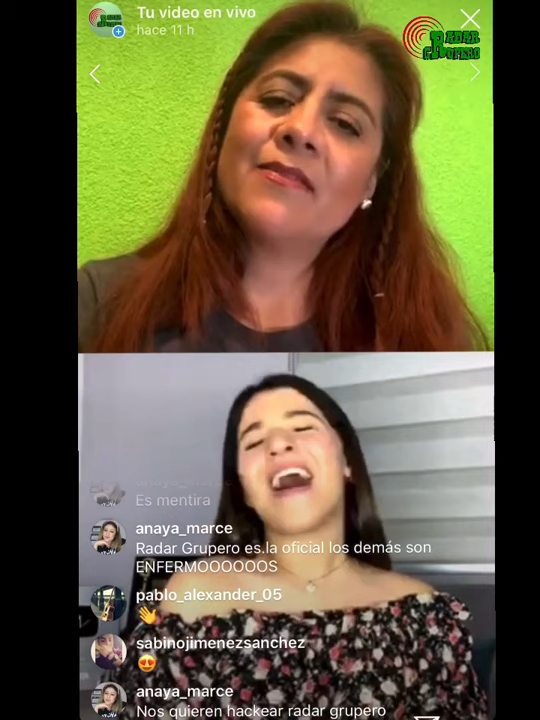 Tu video en vivo
hace 11 h
RADAR
GRUPERO
Es mentira
anaya_marce
Radar Grupero es.la oficial los demás son
ENFERMOOOOOOS
pablo_alexander_05
👋
sabinojimenezsanchez
😍
anaya_marce
Nos quieren hackear radar grupero